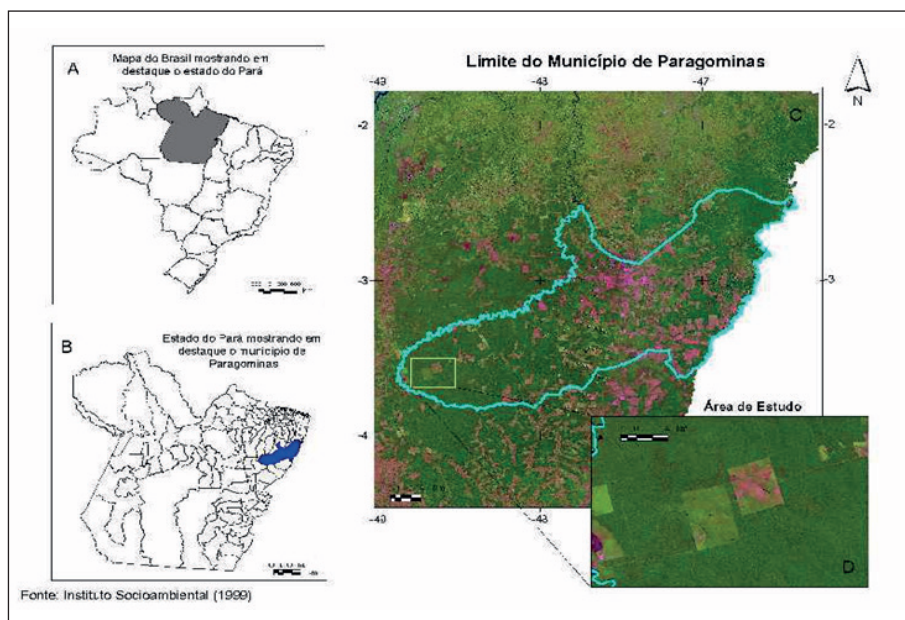 A
Mapa do Brasil mostrando em
destaque o estado do Pará
B
Estado do Pará mostrando em
destaque o município de
Paragominas
Limite do Município de Paragominas
-43 -47
N
-2 -2
C
-3 -3
-4
Área de Estudo
D
-43
Fonte: Instituto Socioambiental (1999)